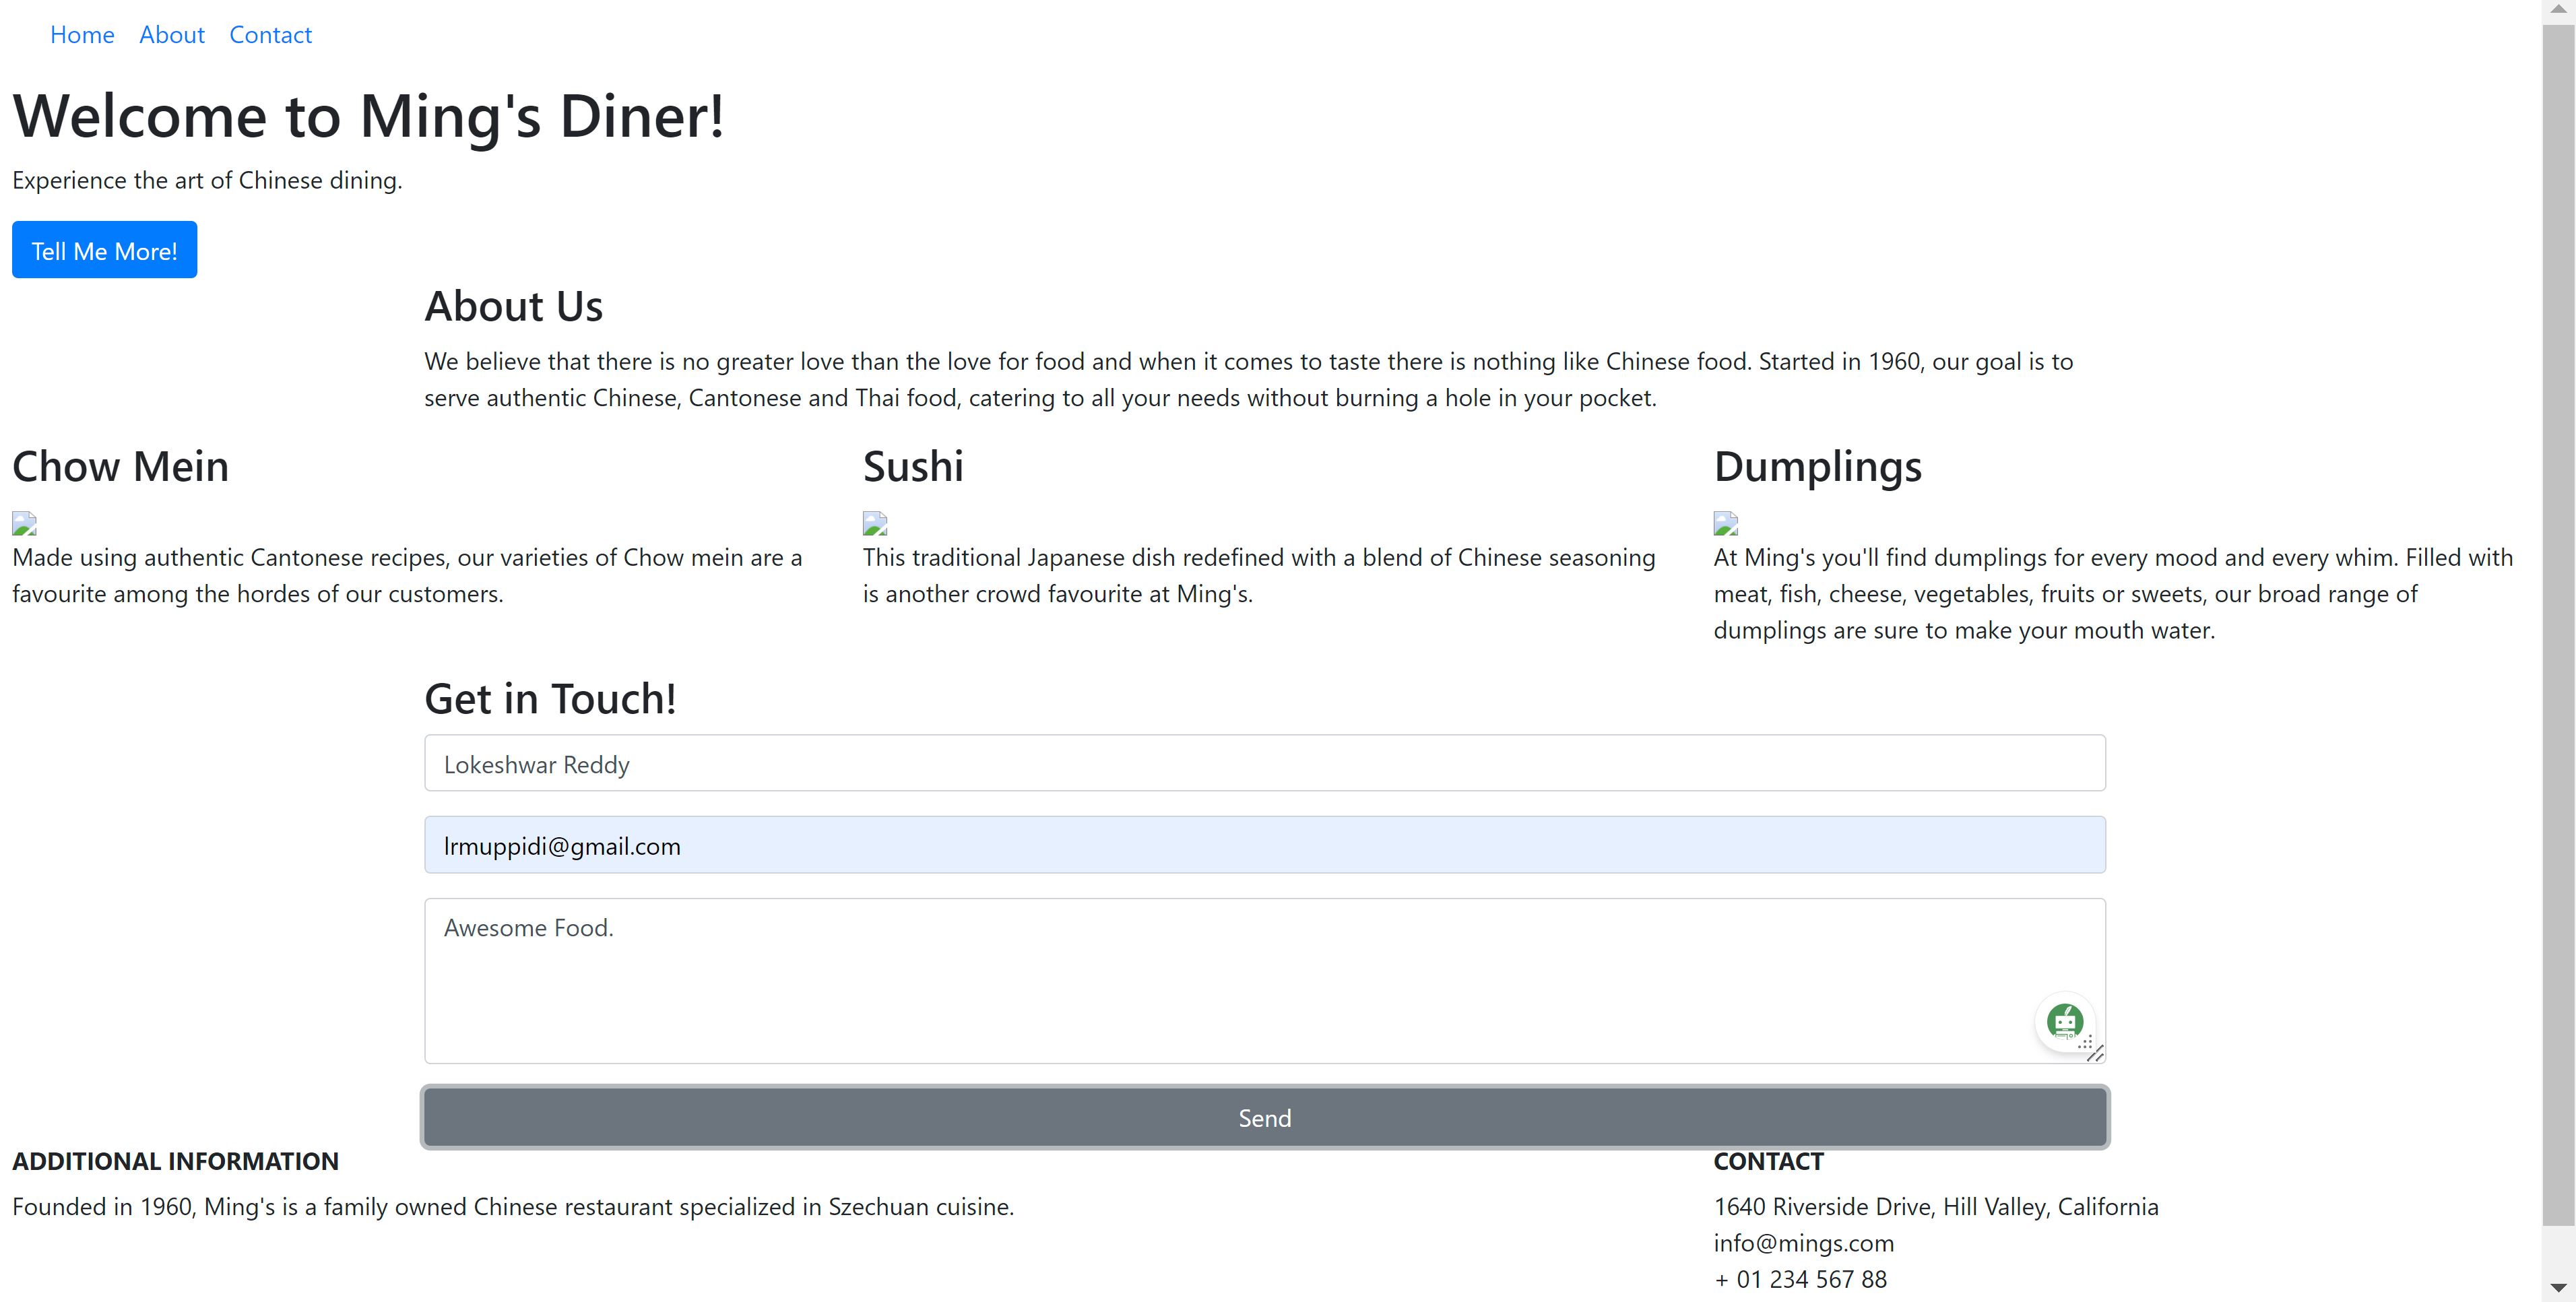 Home About Contact
Welcome to Ming's Diner!
Experience the art of Chinese dining.
Tell Me More!
About Us
We believe that there is no greater love than the love for food and when it comes to taste there is nothing like Chinese food. Started in 1960, our goal is to
serve authentic Chinese, Cantonese and Thai food, catering to all your needs without burning a hole in your pocket.
Chow Mein
Made using authentic Cantonese recipes, our varieties of Chow mein are a
favourite among the hordes of our customers.
Sushi
This traditional Japanese dish redefined with a blend of Chinese seasoning
is another crowd favourite at Ming's.
Dumplings
At Ming's you'll find dumplings for every mood and every whim. Filled with
meat, fish, cheese, vegetables, fruits or sweets, our broad range of
dumplings are sure to make your mouth water.
Get in Touch!
Lokeshwar Reddy
lrmuppidi@gmail.com
Awesome Food.
Send
ADDITIONAL INFORMATION
Founded in 1960, Ming's is a family owned Chinese restaurant specialized in Szechuan cuisine.
CONTACT
1640 Riverside Drive, Hill Valley, California
info@mings.com
+ 01 234 567 88